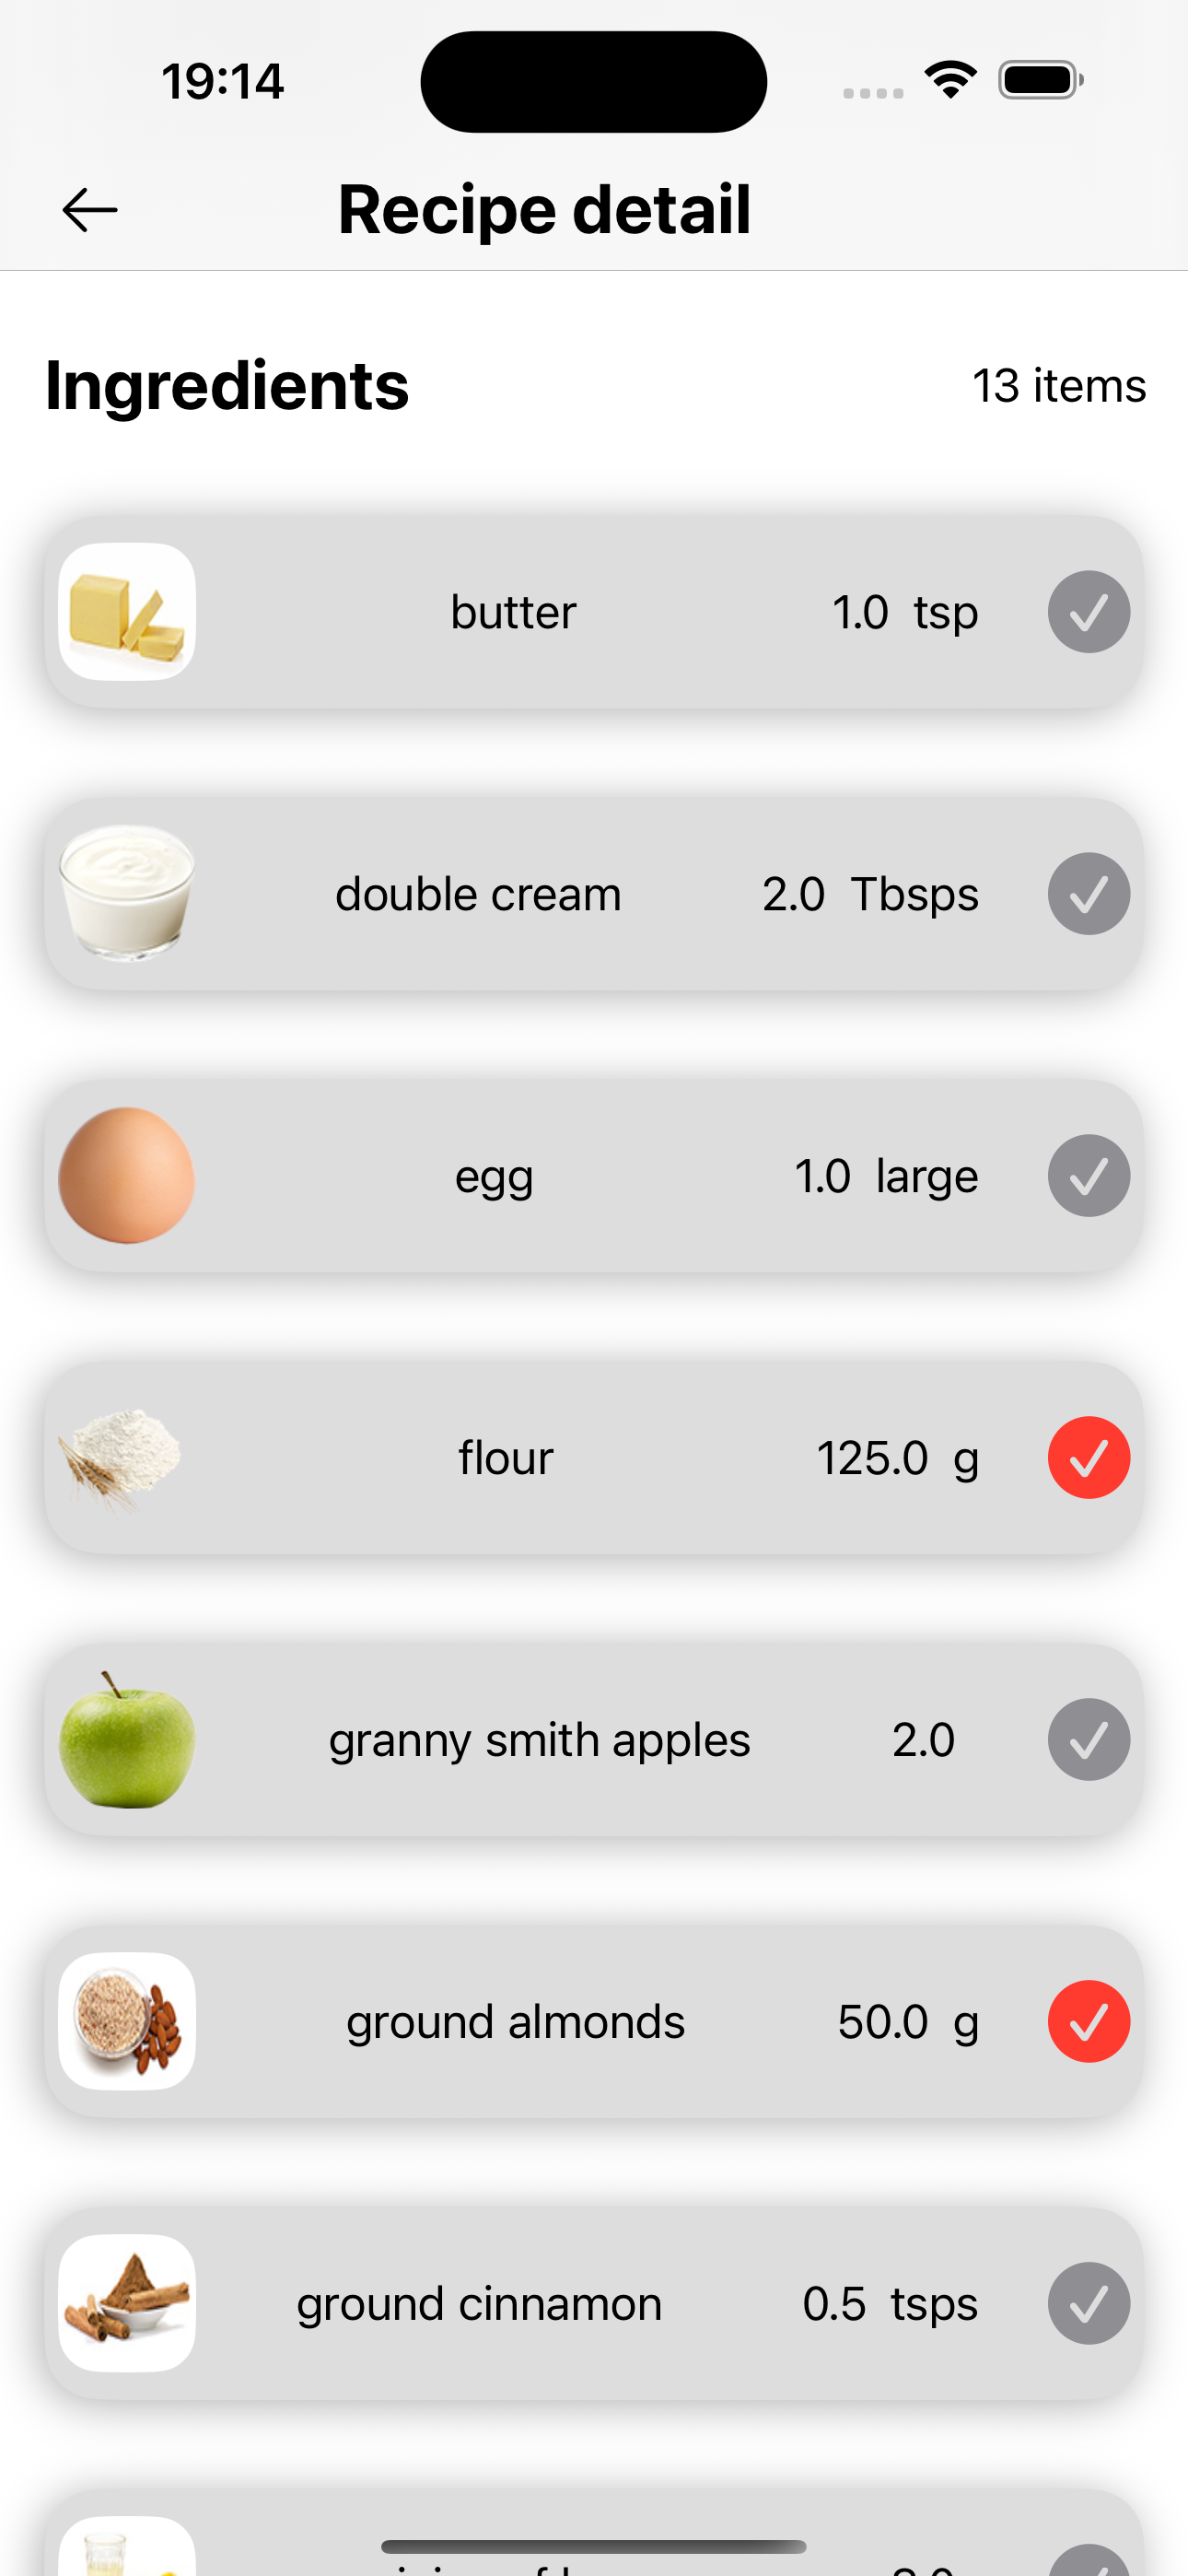 19:14
Recipe detail
Ingredients 13 items
butter 1.0 tsp
double cream 2.0 Tbsps
egg 1.0 large
flour 125.0 g
granny smith apples 2.0
ground almonds 50.0 g
ground cinnamon 0.5 tsps